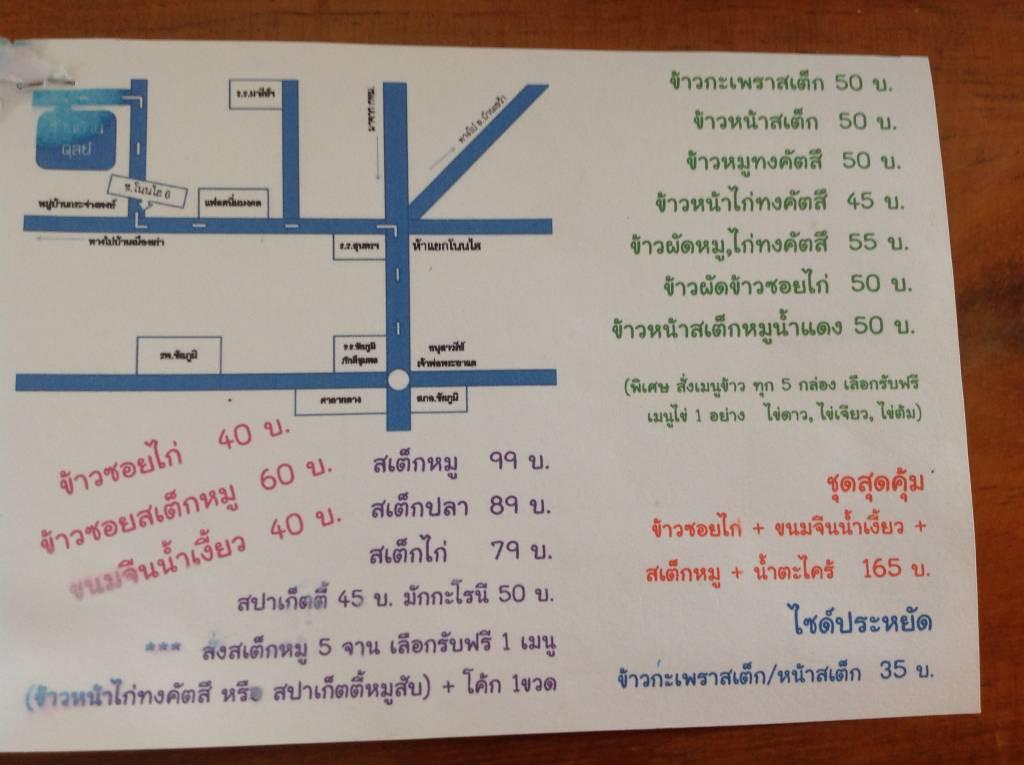 ร.ร.นารีฯ
ดุลย์
ซ.โนนไฮ 6
ทางไป อ.บ้านเขว้า
หมู่บ้านกระจ่างพงศ์
ทางไปบ้านเมืองเก่า
ร.ร.สุนทรฯ
ห้าแยกโนนไฮ
รพ.ชัยภูมิ
ร.ร.ชัยภูมิ
ภักดีชุมพล
อนุสาวรีย์
เจ้าพ่อพระยาแล
ศาลากลาง
สภอ.ชัยภูมิ
ข้าวซอยไก่ 40 บ.
ข้าวซอยสเต็กหมู 60 บ.
ขนมจีนน้ำเงี้ยว 40 บ.
สเต็กหมู 99 บ.
สเต็กปลา 89 บ.
สเต็กไก่ 79 บ.
สปาเก็ตตี้ 45 บ. มักกะโรนี 50 บ.
*** สั่งสเต็กหมู 5 จาน เลือกรับฟรี 1 เมนู
(ข้าวหน้าไก่ทงคัตสึ หรือ สปาเก็ตตี้หมูสับ) + โค้ก 1ขวด
ข้าวกะเพราสเต็ก 50 บ.
ข้าวหน้าสเต็ก 50 บ.
ข้าวหมูทงคัตสึ 50 บ.
ข้าวหน้าไก่ทงคัตสึ 45 บ.
ข้าวผัดหมู,ไก่ทงคัตสึ 55 บ.
ข้าวผัดข้าวซอยไก่ 50 บ.
ข้าวหน้าสเต็กหมูน้ำแดง 50 บ.
(พิเศษ สั่งเมนูข้าว ทุก 5 กล่อง เลือกรับฟรี
เมนูไข่ 1 อย่าง ไข่ดาว, ไข่เจียว, ไข่ต้ม)
ชุดสุดคุ้ม
ข้าวซอยไก่ + ขนมจีนน้ำเงี้ยว +
สเต็กหมู + น้ำตะไคร้ 165 บ.
ไซด์ประหยัด
ข้าวกะเพราสเต็ก/หน้าสเต็ก 35 บ.